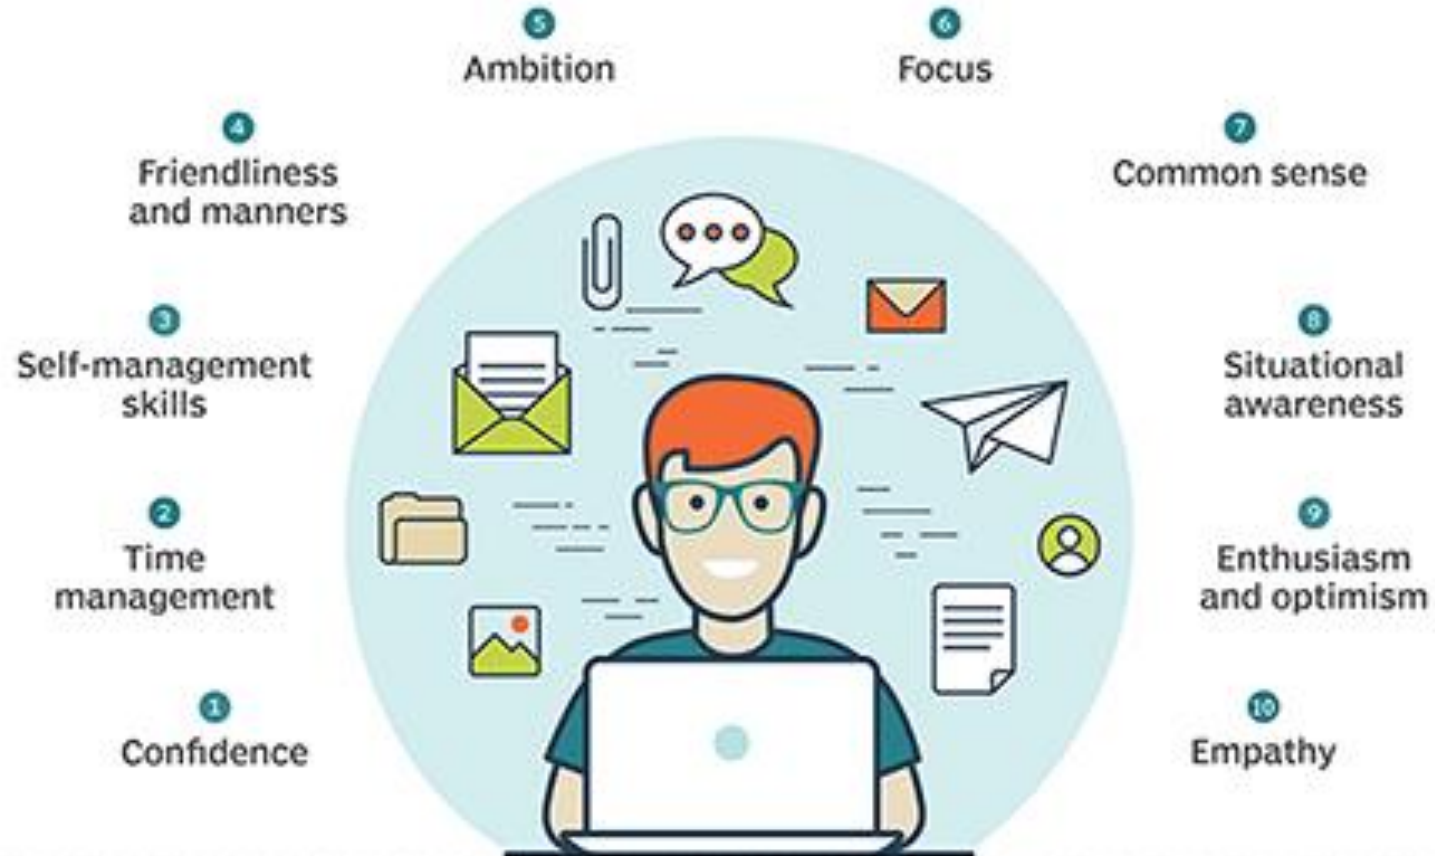 1
Confidence
2
Time
management
3
Self-management
skills
4
Friendliness
and manners
5
Ambition
6
Focus
7
Common sense
8
Situational
awareness
9
Enthusiasm
and optimism
10
Empathy